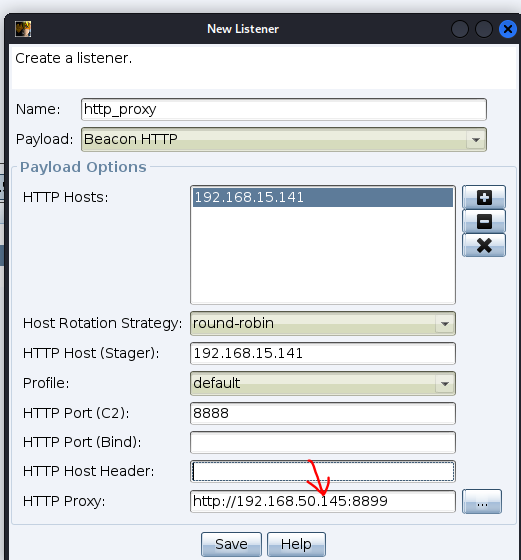 New Listener
Create a listener.
Name: http_proxy
Payload: Beacon HTTP
Payload Options
HTTP Hosts: 192.168.15.141
Host Rotation Strategy: round-robin
HTTP Host (Stager): 192.168.15.141
Profile: default
HTTP Port (C2): 8888
HTTP Port (Bind):
HTTP Host Header:
HTTP Proxy: http://192.168.50.145:8899 ...
Save Help